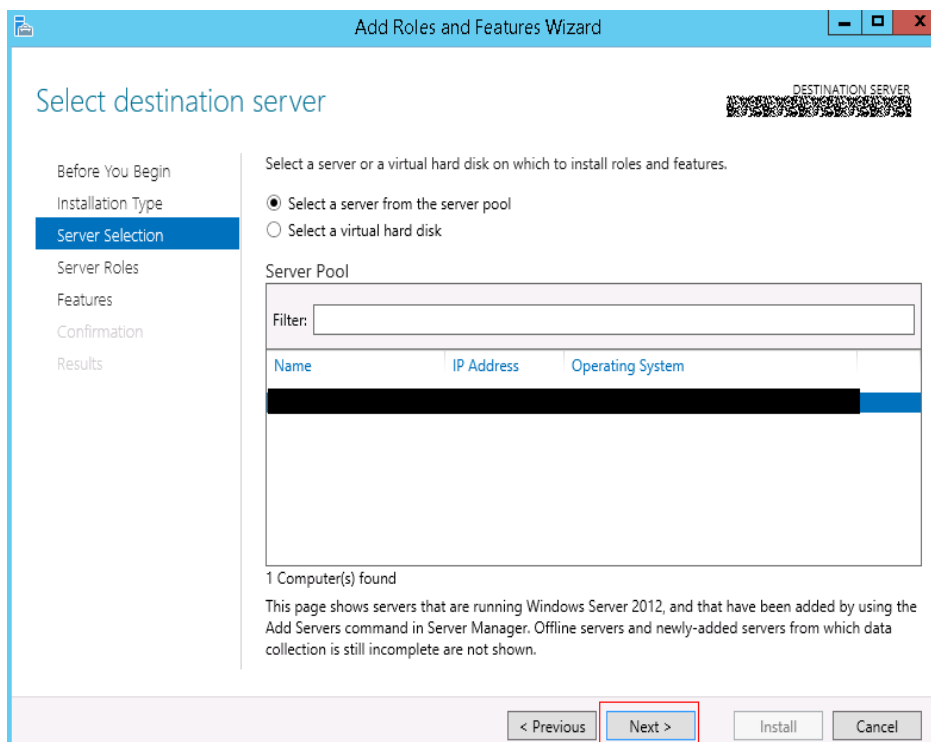 Add Roles and Features Wizard
Select destination server
DESTINATION SERVER
Before You Begin
Installation Type
Server Selection
Server Roles
Features
Confirmation
Results
Select a server or a virtual hard disk on which to install roles and features.
Select a server from the server pool
Select a virtual hard disk
Server Pool
Filter:
Name IP Address Operating System
1 Computer(s) found
This page shows servers that are running Windows Server 2012, and that have been added by using the
Add Servers command in Server Manager. Offline servers and newly-added servers from which data
collection is still incomplete are not shown.
< Previous Next > Install Cancel